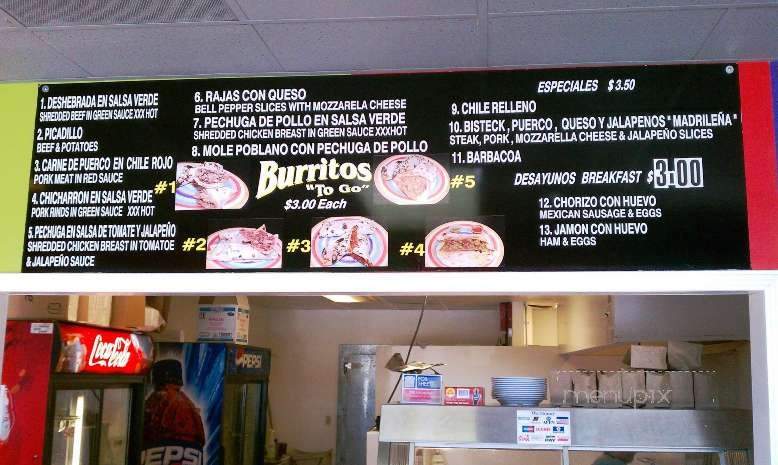 1. DESHEBRADA EN SALSA VERDE
SHREDDED BEEF IN GREEN SAUCE XXX HOT
2. PICADILLO
BEEF & POTATOES
3. CARNE DE PUERCO EN CHILE ROJO
PORK MEAT IN RED SAUCE
4. CHICHARRON EN SALSA VERDE
PORK RINDS IN GREEN SAUCE XXX HOT
5. PECHUGA EN SALSA DE TOMATE Y JALAPEÑO
SHREDDED CHICKEN BREAST IN TOMATOE
& JALAPEÑO SAUCE
6. RAJAS CON QUESO
BELL PEPPER SLICES WITH MOZZARELA CHEESE
7. PECHUGA DE POLLO EN SALSA VERDE
SHREDDED CHICKEN BREAST IN GREEN SAUCE XXXHOT
8. MOLE POBLANO CON PECHUGA DE POLLO
Burritos
"To Go"
$3.00 Each
#1
#2
#3
#4
#5
ESPECIALES $3.50
9. CHILE RELLENO
10. BISTECK, PUERCO, QUESO Y JALAPENOS "MADRILEÑA"
STEAK, PORK, MOZZARELLA CHEESE & JALAPEÑO SLICES
11. BARBACOA
DESAYUNOS BREAKFAST $3.00
12. CHORIZO CON HUEVO
MEXICAN SAUSAGE & EGGS
13. JAMON CON HUEVO
HAM & EGGS
Coca-Cola
PEPSI
PEPSI
menupix